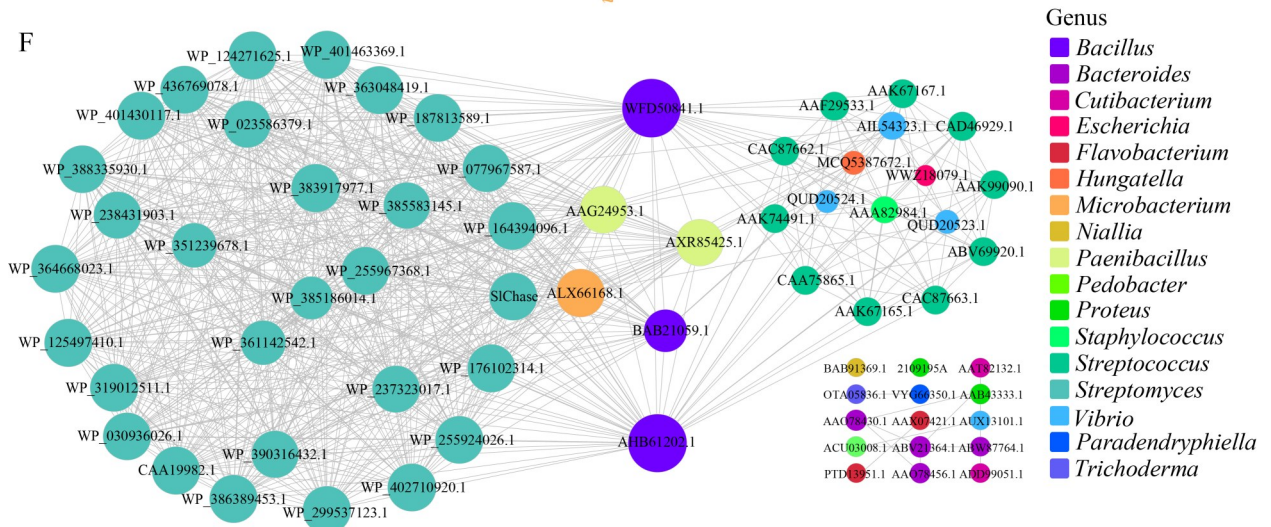 F
WP_124271625.1
WP_401463369.1
WP_436769078.1
WP_363048419.1
WP_401430117.1
WP_023586379.1
WP_187813589.1
WP_388335930.1
WP_383917977.1
WP_077967587.1
WP_238431903.1
WP_385583145.1
WP_351239678.1
WP_164394096.1
WP_364668023.1
WP_255967368.1
WP_385186014.1
SlChase
WP_125497410.1
WP_361142542.1
WP_319012511.1
WP_237323017.1
WP_176102314.1
WP_030936026.1
WP_255924026.1
CAA19982.1
WP_390316432.1
WP_386389453.1
WP_402710920.1
WP_299537123.1
WFD50841.1
AAG24953.1
AXR85425.1
ALX66168.1
BAB21059.1
AHB61202.1
AAK67167.1
AAF29533.1
AIL54323.1
CAD46929.1
CAC87662.1
MCQ5387672.1
WWZ18079.1
AAK99090.1
QUD20524.1
AAA82984.1
AAK74491.1
QUD20523.1
ABV69920.1
CAA75865.1
CAC87663.1
AAK67165.1
BAB91369.1 2109195A AAT82132.1
OTA05836.1 VYG66350.1 AAB43333.1
AAO78430.1 AAX07421.1 AUX13101.1
ACU03008.1 ABV21364.1 ABW87764.1
PTD13951.1 AAO78456.1 ADD99051.1
Genus
Bacillus
Bacteroides
Cutibacterium
Escherichia
Flavobacterium
Hungatella
Microbacterium
Niallia
Paenibacillus
Pedobacter
Proteus
Staphylococcus
Streptococcus
Streptomyces
Vibrio
Paradendryphiella
Trichoderma